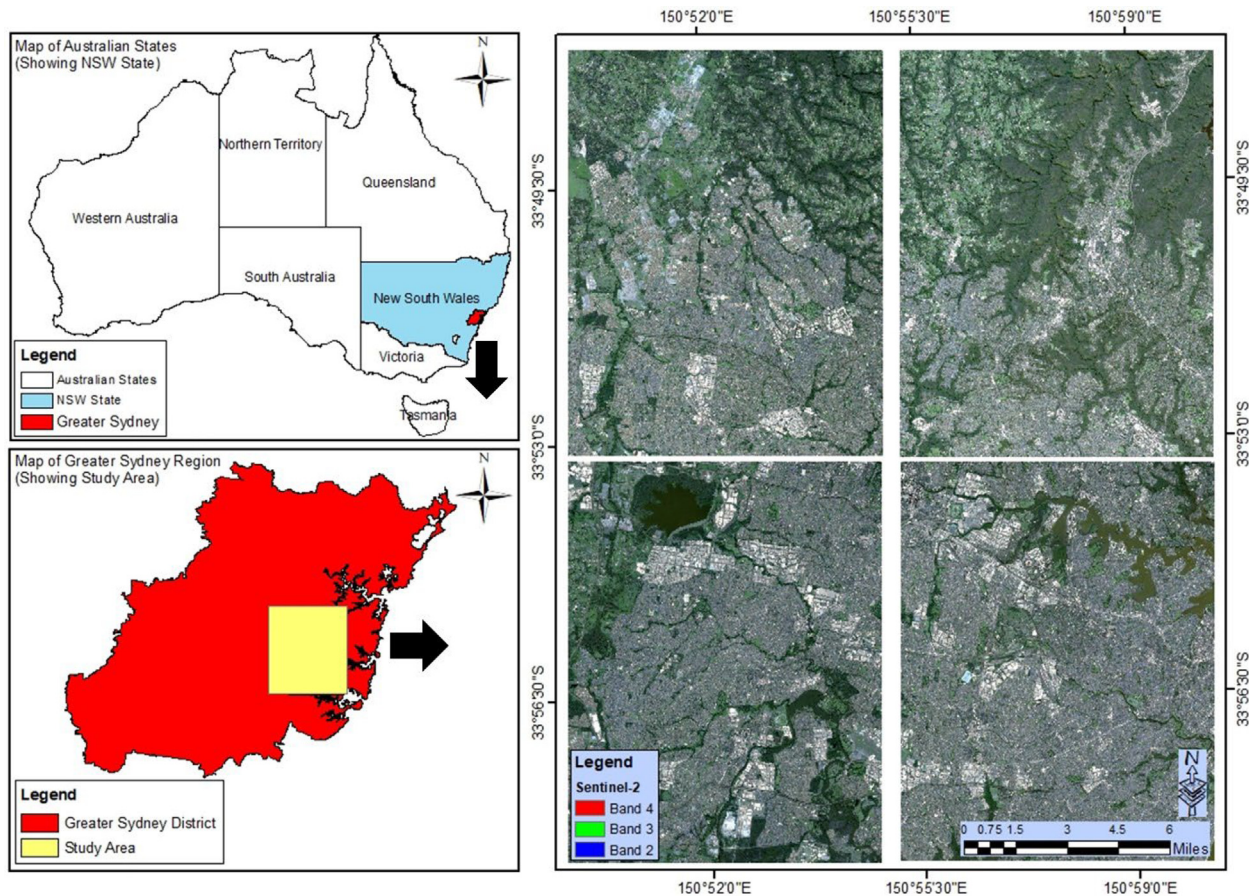 Map of Australian States
(Showing NSW State)
N
Northern Territory
Queensland
Western Australia
South Australia
New South Wales
Victoria
Tasmania
Legend
Australian States
NSW State
Greater Sydney
Map of Greater Sydney Region
(Showing Study Area)
N
Legend
Greater Sydney District
Study Area
150°52'0"E 150°55'30"E 150°59'0"E
33°49'30"S 33°49'30"S
33°53'0"S 33°53'0"S
33°56'30"S 33°56'30"S
Legend
Sentinel-2
Band 4
Band 3
Band 2
N
0 0.75 1.5 3 4.5 6
Miles
150°52'0"E 150°55'30"E 150°59'0"E